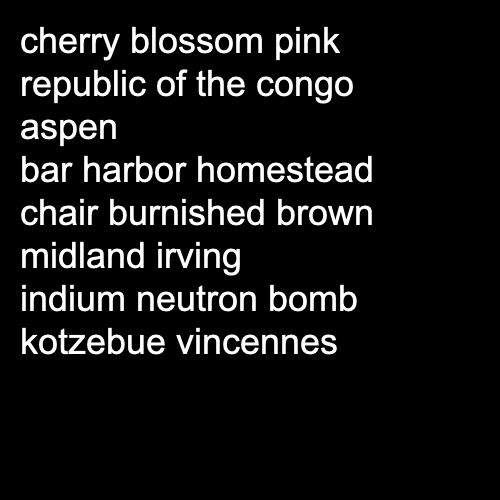 cherry blossom pink
republic of the congo
aspen
bar harbor homestead
chair burnished brown
midland irving
indium neutron bomb
kotzebue vincennes